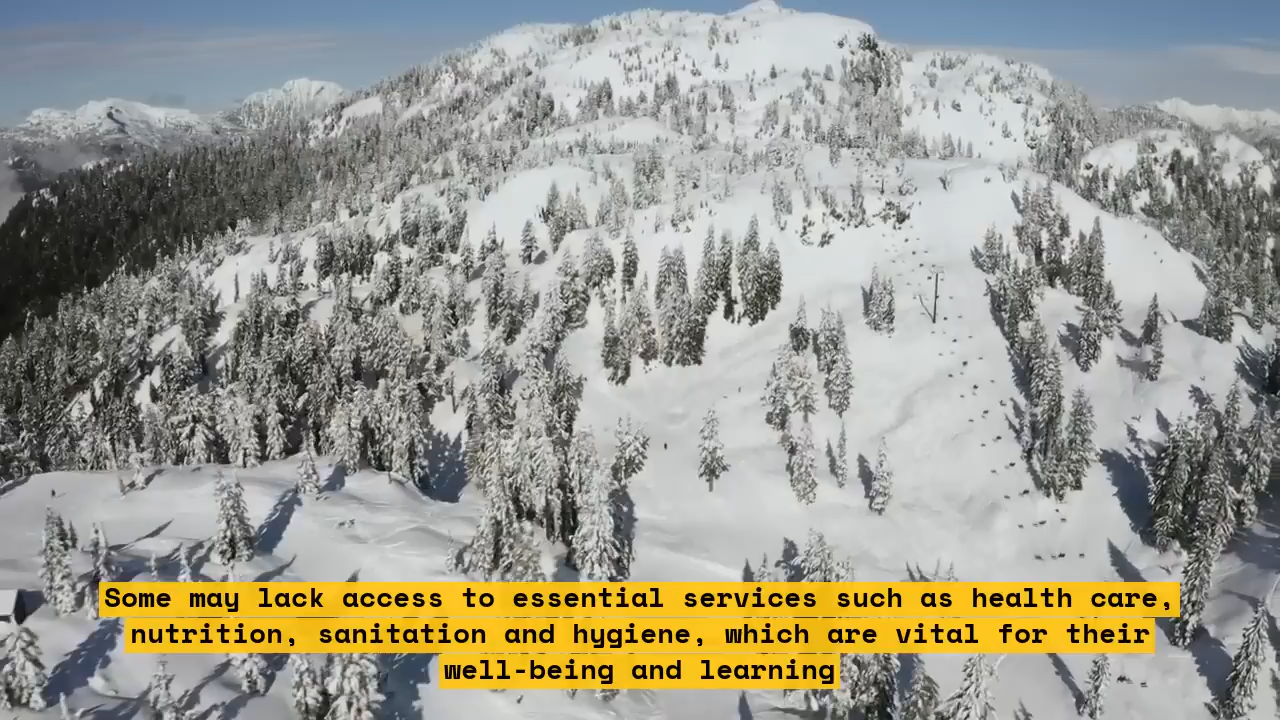 Some may lack access to essential services such as health care,
nutrition, sanitation and hygiene, which are vital for their
well-being and learning